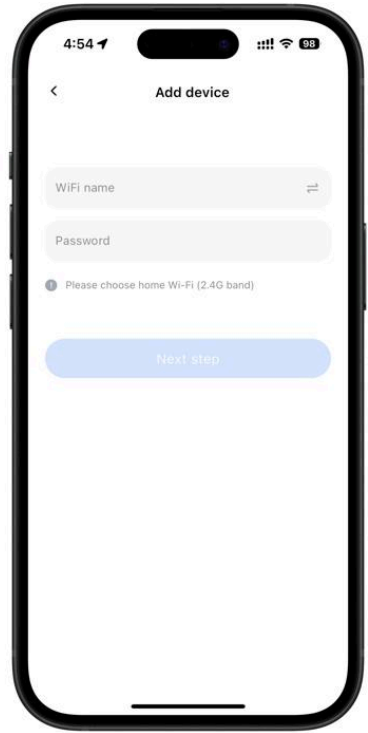 4:54
98
Add device
WiFi name
Password
Please choose home Wi-Fi (2.4G band)
Next step